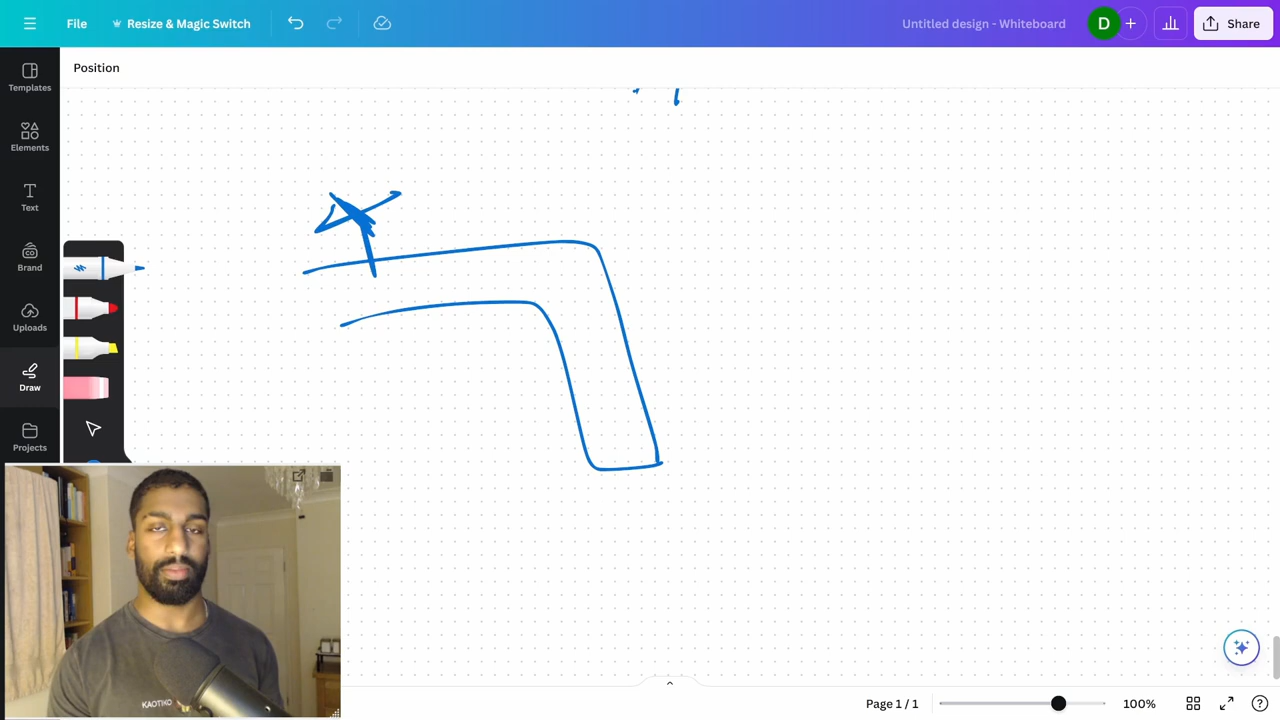 File
Resize & Magic Switch
Untitled design - Whiteboard
D
+
Share
Position
Templates
Elements
Text
Brand
Uploads
Draw
Projects
KAOTIKO
Page 1 / 1
100%